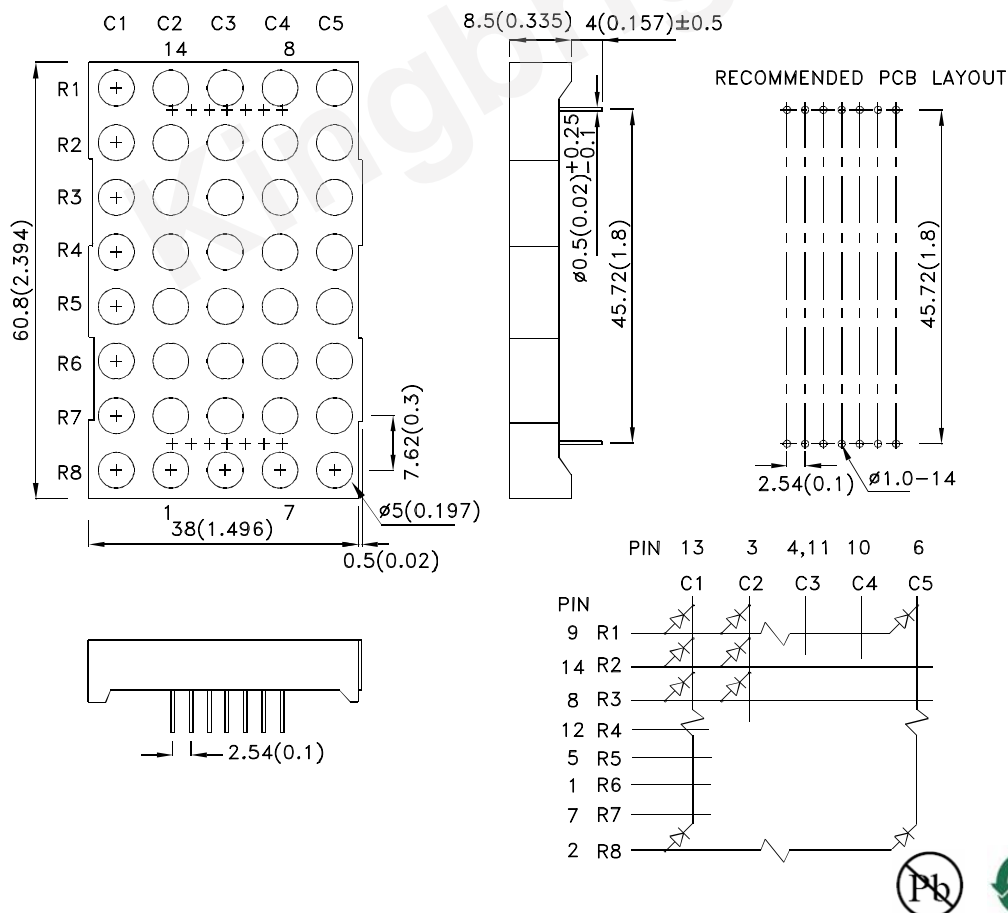 C1 C2 C3 C4 C5
14 8
R1
R2
R3
R4
R5
R6
R7
R8
60.8(2.394)
7.62(0.3)
1 7
ø5(0.197)
38(1.496)
0.5(0.02)
8.5(0.335) 4(0.157)±0.5
ø0.5(0.02)+0.25
-0.1
45.72(1.8)
RECOMMENDED PCB LAYOUT
45.72(1.8)
2.54(0.1) ø1.0-14
2.54(0.1)
PIN 13 3 4,11 10 6
C1 C2 C3 C4 C5
PIN
9 R1
14 R2
8 R3
12 R4
5 R5
1 R6
7 R7
2 R8
Pb